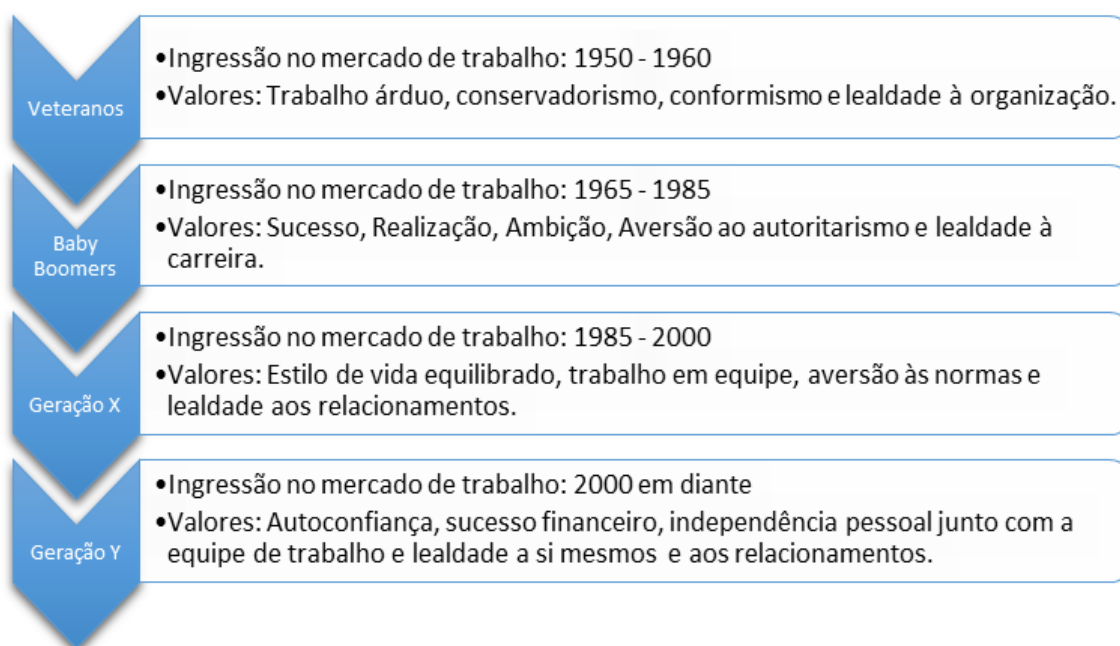 Veteranos
•Ingressão no mercado de trabalho: 1950 - 1960
•Valores: Trabalho árduo, conservadorismo, conformismo e lealdade à organização.
Baby
Boomers
•Ingressão no mercado de trabalho: 1965 - 1985
•Valores: Sucesso, Realização, Ambição, Aversão ao autoritarismo e lealdade à
carreira.
Geração X
•Ingressão no mercado de trabalho: 1985 - 2000
•Valores: Estilo de vida equilibrado, trabalho em equipe, aversão às normas e
lealdade aos relacionamentos.
Geração Y
•Ingressão no mercado de trabalho: 2000 em diante
•Valores: Autoconfiança, sucesso financeiro, independência pessoal junto com a
equipe de trabalho e lealdade a si mesmos e aos relacionamentos.